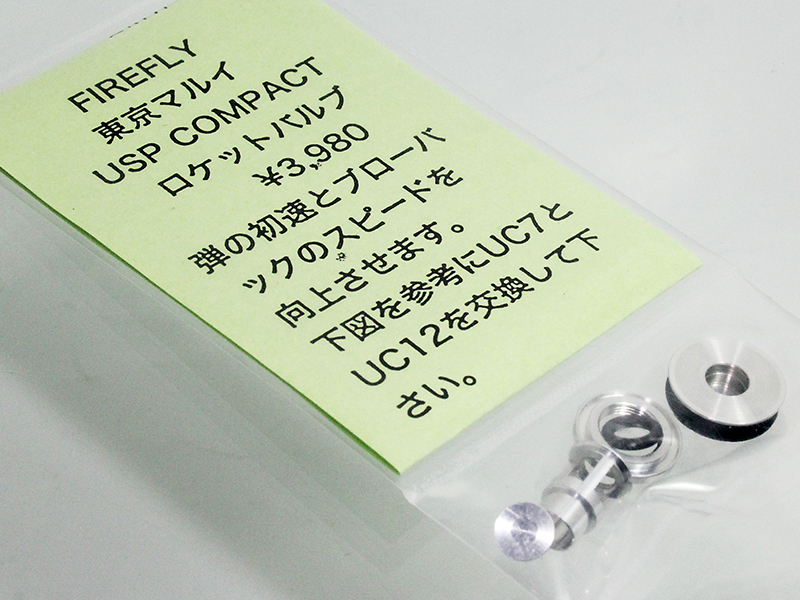 FIREFLY
東京マルイ
USP COMPACT
ロケットバルブ
¥3,980
弾の初速とブローバ
ックのスピードを
向上させます。
下図を参考にUC7と
UC12を交換して下
さい。